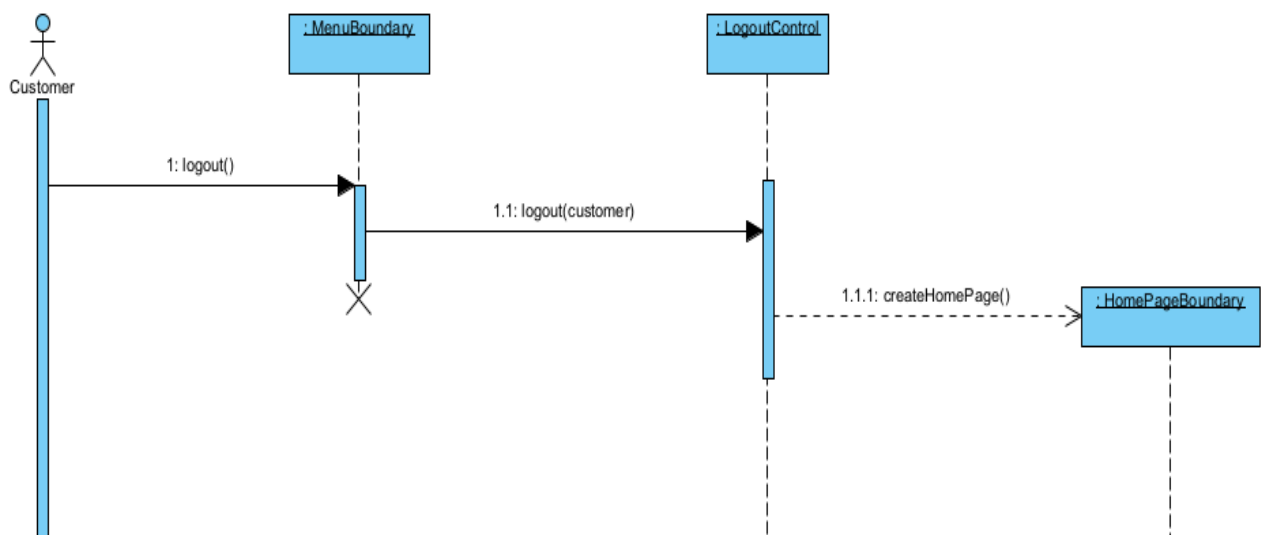 : MenuBoundary
: LogoutControl
Customer
1: logout()
1.1: logout(customer)
1.1.1: createHomePage()
: HomePageBoundary